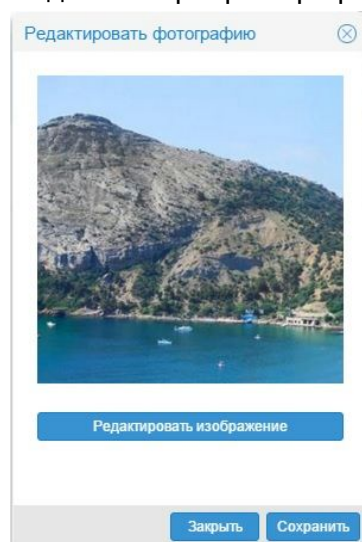 Редактировать фотографию
Редактировать изображение
Закрыть Сохранить